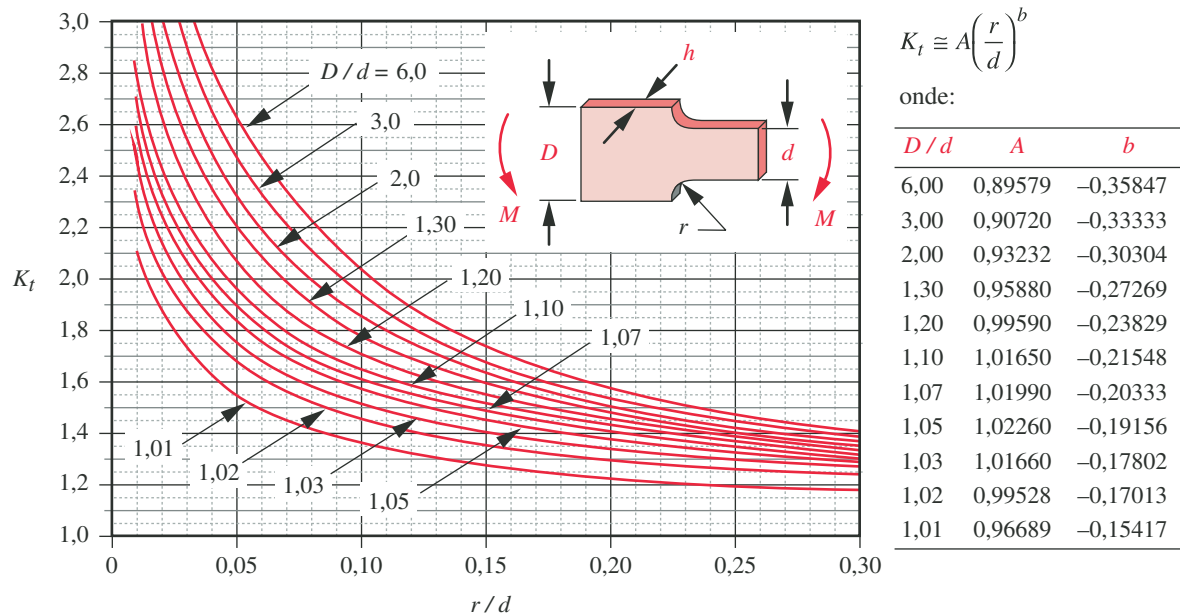 3,0
2,8
2,6
2,4
2,2
2,0
1,8
1,6
1,4
1,2
1,0
K_t
0
0,05
0,10
0,15
0,20
0,25
0,30
r / d
D / d = 6,0
3,0
2,0
1,30
1,20
1,10
1,07
1,01
1,02
1,03
1,05
h
D
d
M
M
r
K_t ≅ A(r/d)^b
onde:
D / d A b
6,00 0,89579 –0,35847
3,00 0,90720 –0,33333
2,00 0,93232 –0,30304
1,30 0,95880 –0,27269
1,20 0,99590 –0,23829
1,10 1,01650 –0,21548
1,07 1,01990 –0,20333
1,05 1,02260 –0,19156
1,03 1,01660 –0,17802
1,02 0,99528 –0,17013
1,01 0,96689 –0,15417